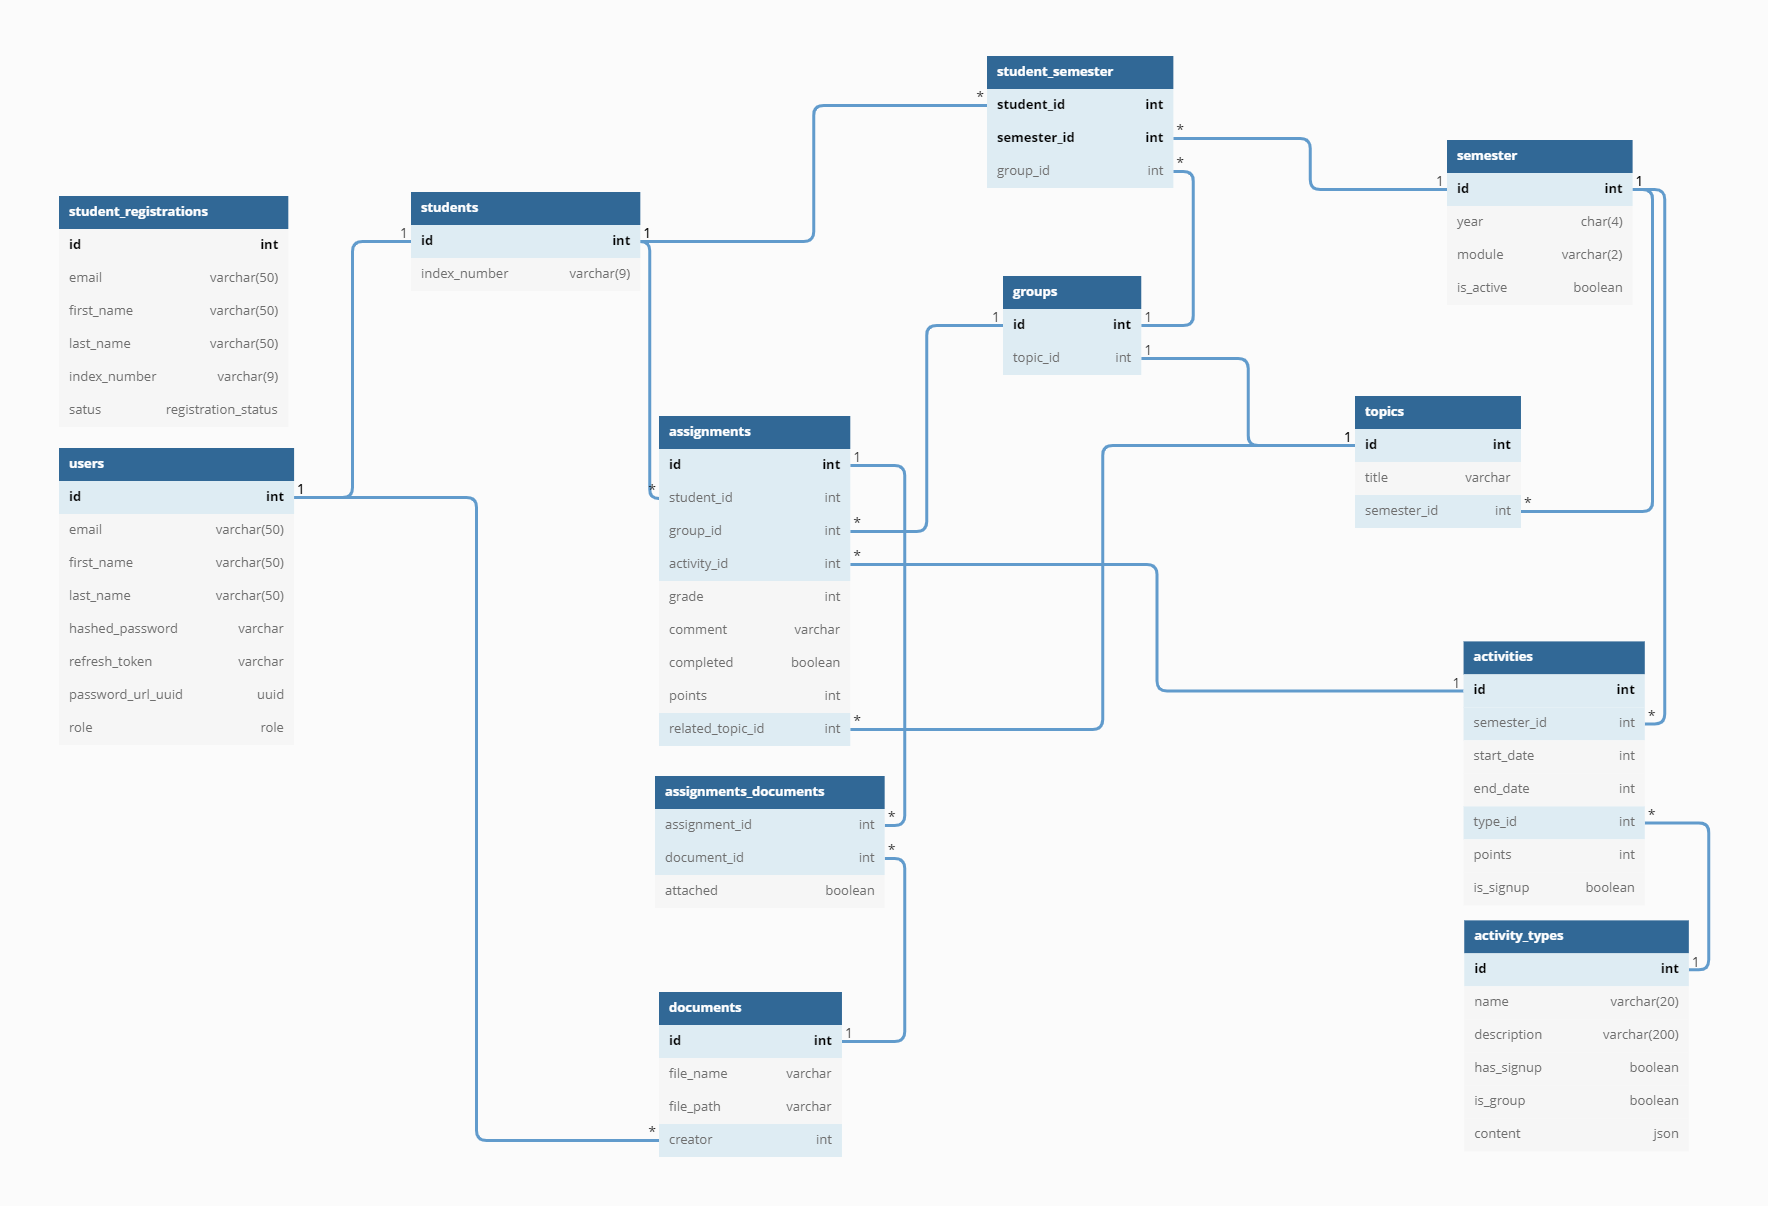 student_semester
student_id int
semester_id int
group_id int
*
*
*
semester
id int
year char(4)
module varchar(2)
is_active boolean
1
1
student_registrations
id int
email varchar(50)
first_name varchar(50)
last_name varchar(50)
index_number varchar(9)
satus registration_status
students
id int
index_number varchar(9)
1
1
groups
id int
topic_id int
1
1
1
topics
id int
title varchar
semester_id int
1
*
users
id int
email varchar(50)
first_name varchar(50)
last_name varchar(50)
hashed_password varchar
refresh_token varchar
password_url_uuid uuid
role role
1
assignments
id int
student_id int
group_id int
activity_id int
grade int
comment varchar
completed boolean
points int
related_topic_id int
1
*
*
*
*
activities
id int
semester_id int
start_date int
end_date int
type_id int
points int
is_signup boolean
1
*
*
assignments_documents
assignment_id int
document_id int
attached boolean
*
*
activity_types
id int
name varchar(20)
description varchar(200)
has_signup boolean
is_group boolean
content json
1
documents
id int
file_name varchar
file_path varchar
creator int
1
*